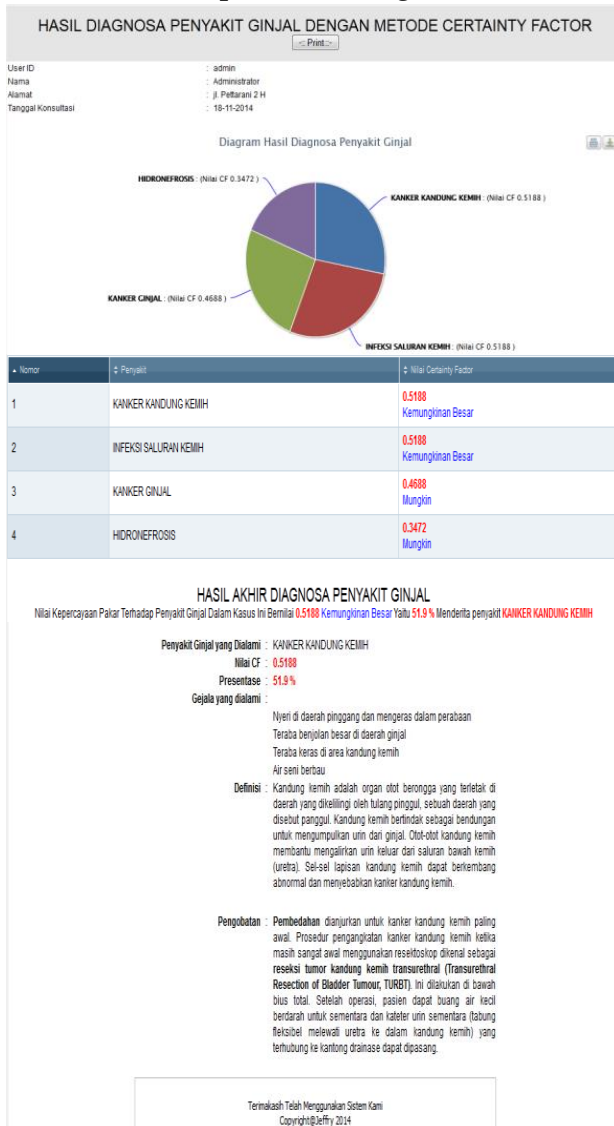 HASIL DIAGNOSA PENYAKIT GINJAL DENGAN METODE CERTAINTY FACTOR
-:: Print ::-
User ID : admin
Nama : Administrator
Alamat : jl. Pettarani 2 H
Tanggal Konsultasi : 18-11-2014
Diagram Hasil Diagnosa Penyakit Ginjal
HIDRONEFROSIS : (Nilai CF 0.3472 )
KANKER KANDUNG KEMIH : (Nilai CF 0.5188 )
KANKER GINJAL : (Nilai CF 0.4688 )
INFEKSI SALURAN KEMIH : (Nilai CF 0.5188 )
Nomor Penyakit Nilai Certainty Factor
1 KANKER KANDUNG KEMIH 0.5188
Kemungkinan Besar
2 INFEKSI SALURAN KEMIH 0.5188
Kemungkinan Besar
3 KANKER GINJAL 0.4688
Mungkin
4 HIDRONEFROSIS 0.3472
Mungkin
HASIL AKHIR DIAGNOSA PENYAKIT GINJAL
Nilai Kepercayaan Pakar Terhadap Penyakit Ginjal Dalam Kasus Ini Bernilai 0.5188 Kemungkinan Besar Yaitu 51.9 % Menderita penyakit KANKER KANDUNG KEMIH
Penyakit Ginjal yang Dialami : KANKER KANDUNG KEMIH
Nilai CF : 0.5188
Presentase : 51.9 %
Gejala yang dialami :
Nyeri di daerah pinggang dan mengeras dalam perabaan
Teraba benjolan besar di daerah ginjal
Teraba keras di area kandung kemih
Air seni berbau
Definisi : Kandung kemih adalah organ otot berongga yang terletak di
daerah yang dikelilingi oleh tulang pinggul, sebuah daerah yang
disebut panggul. Kandung kemih bertindak sebagai bendungan
untuk mengumpulkan urin dari ginjal. Otot-otot kandung kemih
membantu mengalirkan urin keluar dari saluran bawah kemih
(uretra). Sel-sel lapisan kandung kemih dapat berkembang
abnormal dan menyebabkan kanker kandung kemih.
Pengobatan : Pembedahan dianjurkan untuk kanker kandung kemih paling
awal. Prosedur pengangkatan kanker kandung kemih ketika
masih sangat awal menggunakan resektoskop dikenal sebagai
reseksi tumor kandung kemih transurethral (Transurethral
Resection of Bladder Tumour, TURBT). Ini dilakukan di bawah
bius total. Setelah operasi, pasien dapat buang air kecil
berdarah untuk sementara dan kateter urin sementara (tabung
fleksibel melewati uretra ke dalam kandung kemih) yang
terhubung ke kantong drainase dapat dipasang.
Terimakasih Telah Menggunakan Sistem Kami
Copyright@Jeffry 2014